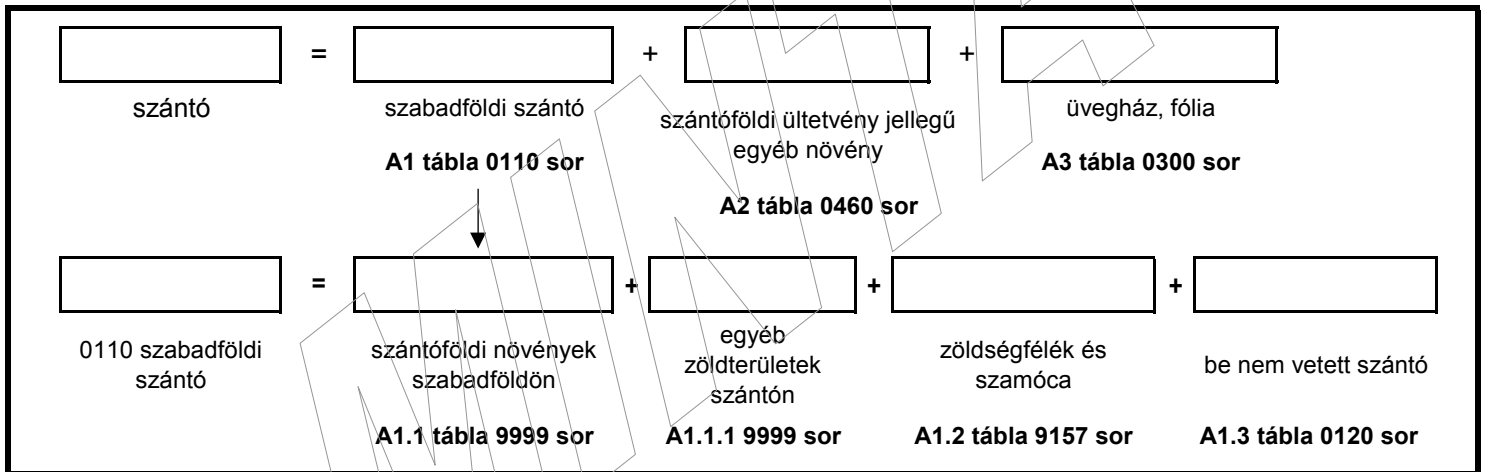 = + +
szántó
szabadföldi szántó
A1 tábla 0110 sor
szántóföldi ültetvény jellegű
egyéb növény
A2 tábla 0460 sor
üvegház, fólia
A3 tábla 0300 sor
= + + +
0110 szabadföldi
szántó
szántóföldi növények
szabadföldön
A1.1 tábla 9999 sor
egyéb
zöldterületek
szántón
A1.1.1 9999 sor
zöldségfélék és
szamóca
A1.2 tábla 9157 sor
be nem vetett szántó
A1.3 tábla 0120 sor